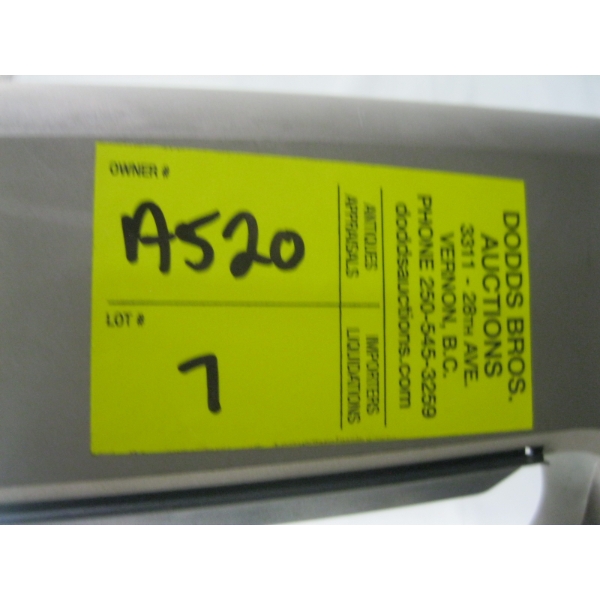 DODDS BROS.
AUCTIONS
3311 - 28TH AVE.
VERNON, B.C.
PHONE 250-545-3259
doddsauctions.com
ANTIQUES IMPORTERS
APPRAISALS LIQUIDATIONS
OWNER #
A520
LOT #
7